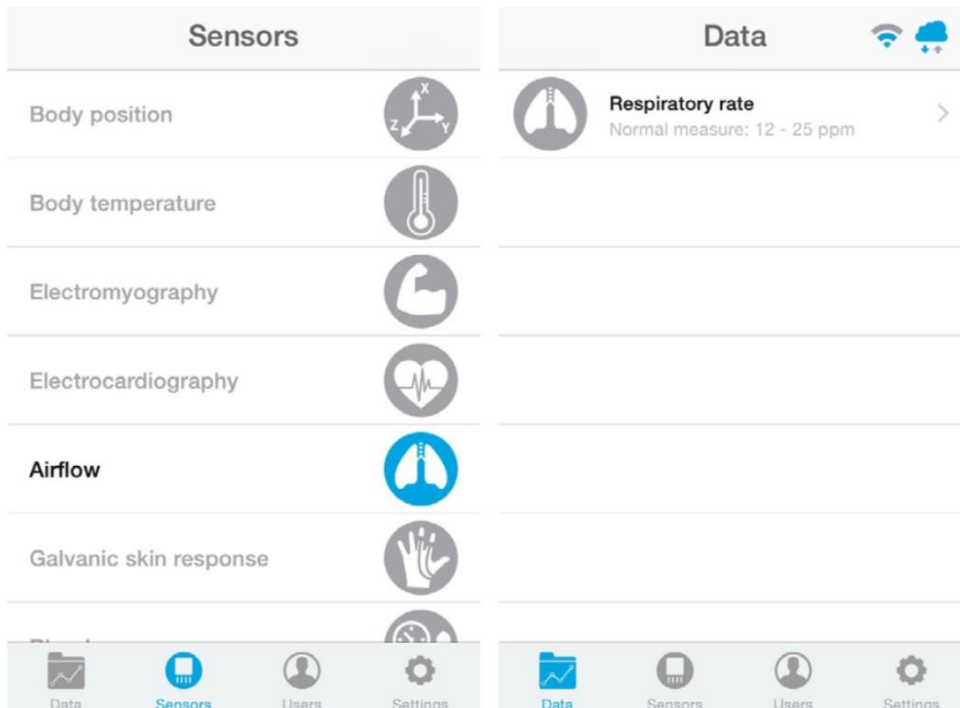 Sensors
Body position
X
Z
Y
Body temperature
Electromyography
Electrocardiography
Airflow
Galvanic skin response
Data
Sensors
Users
Settings
Data
Respiratory rate
Normal measure: 12 - 25 ppm
Data
Sensors
Users
Settings